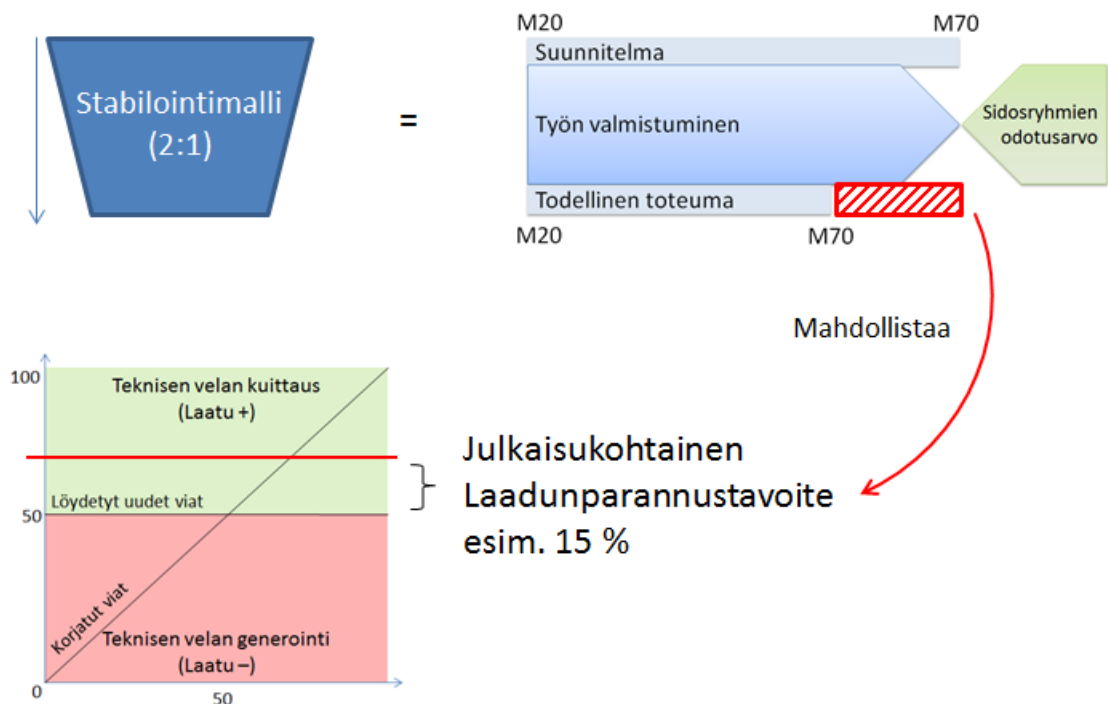 Stabilointimalli
(2:1)
=
M20
M70
Suunnitelma
Työn valmistuminen
Sidosryhmien
odotusarvo
Todellinen toteuma
M20
M70
Mahdollistaa
100
Teknisen velan kuittaus
(Laatu +)
Löydetyt uudet viat
50
Korjatut viat
Teknisen velan generointi
(Laatu –)
0
50
Julkaisukohtainen
Laadunparannustavoite
esim. 15 %